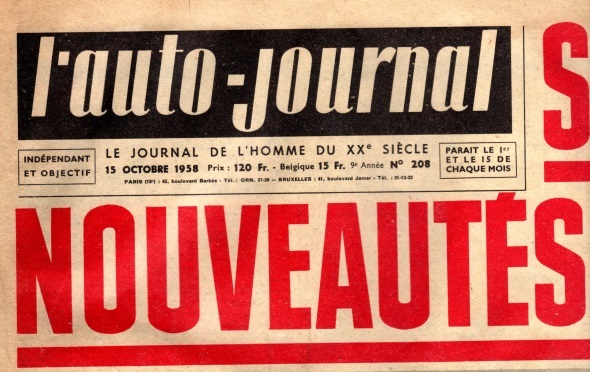 l'auto-journal
S
INDÉPENDANT
ET OBJECTIF
LE JOURNAL DE L'HOMME DU XXe SIÈCLE
15 OCTOBRE 1958 Prix : 120 Fr. - Belgique 15 Fr. 9e Année No 208
PARAIT LE 1er
ET LE 15 DE
CHAQUE MOIS
NOUVEAUTÉS